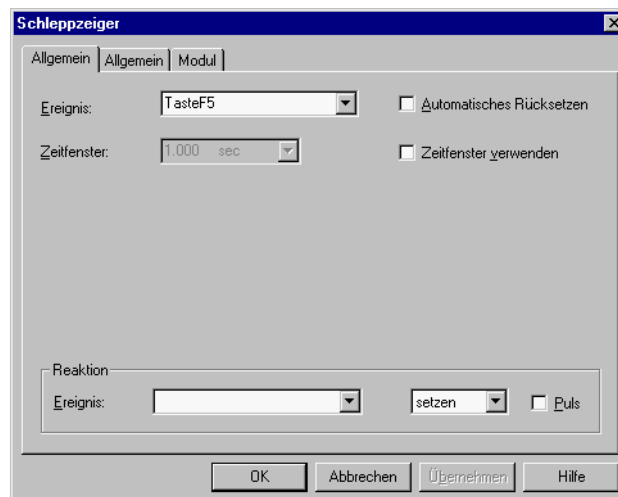 Schleppzeiger
Allgemein Allgemein Modul
Ereignis: TasteF5 Automatisches Rücksetzen
Zeitfenster: 1.000 sec Zeitfenster verwenden
Reaktion
Ereignis: setzen Puls
OK Abbrechen Übernehmen Hilfe